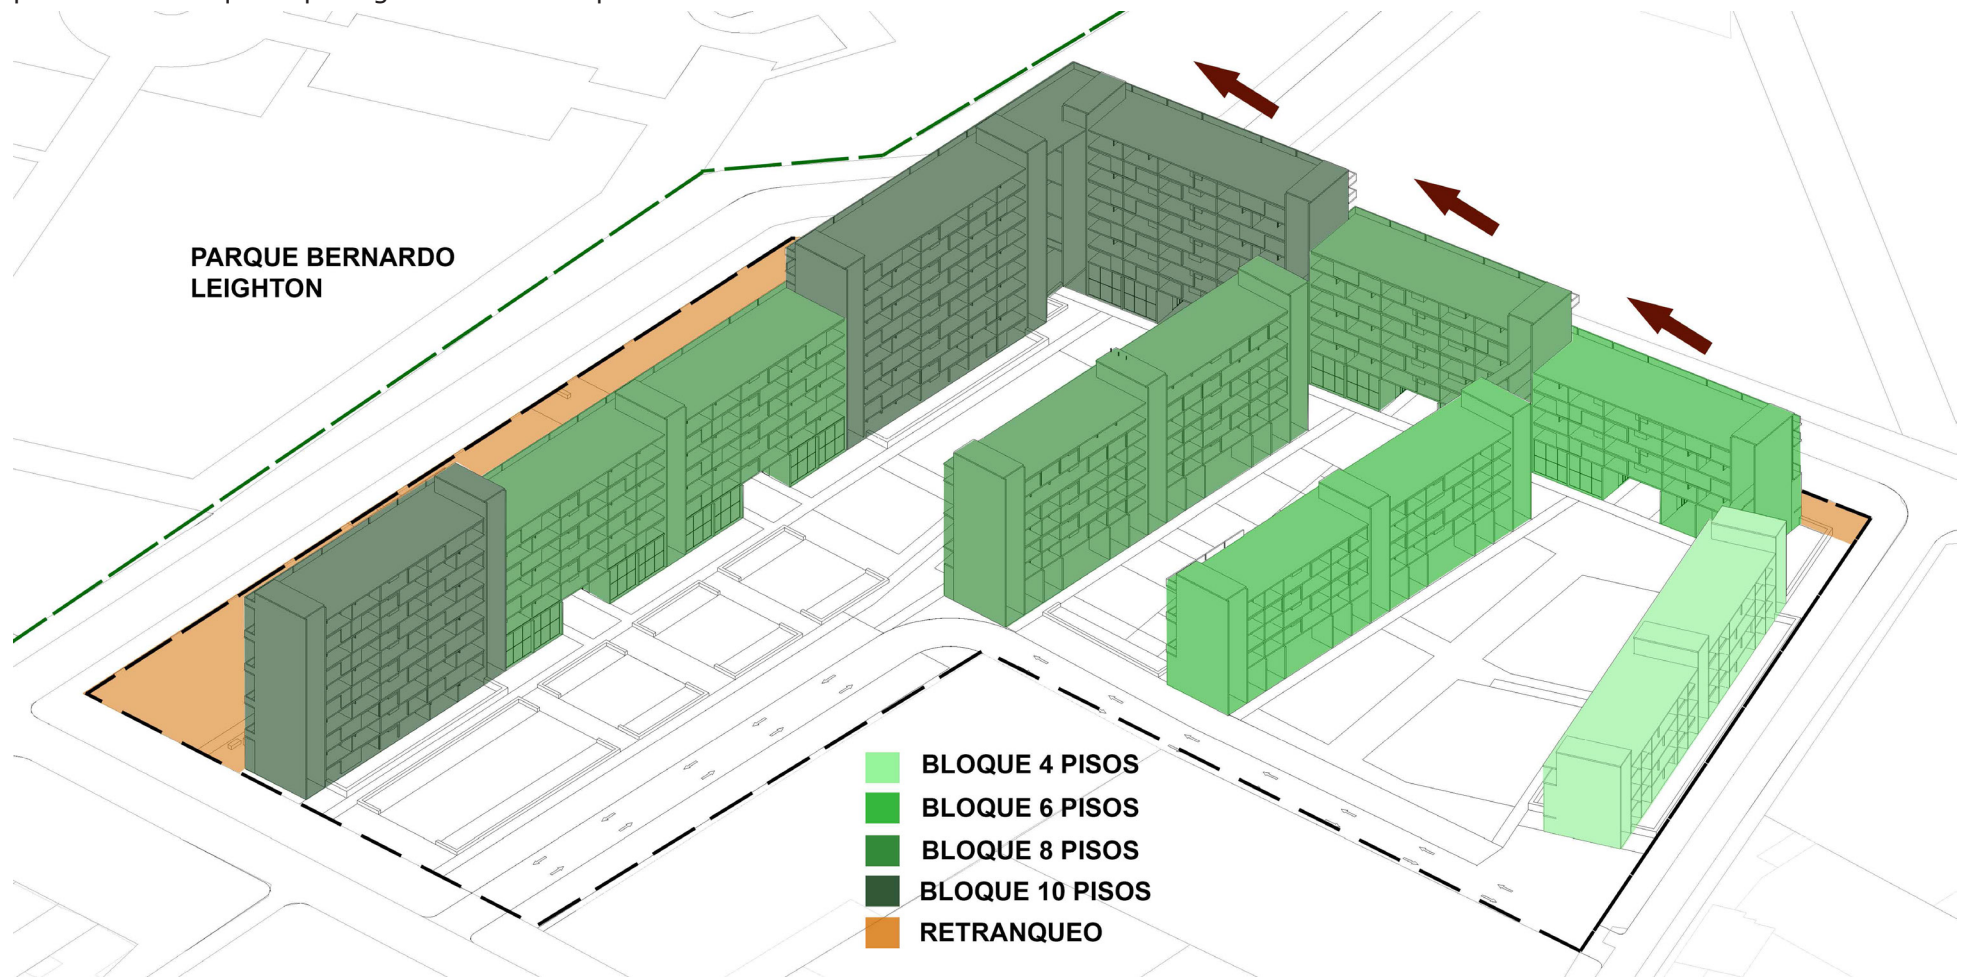 PARQUE BERNARDO
LEIGHTON
BLOQUE 4 PISOS
BLOQUE 6 PISOS
BLOQUE 8 PISOS
BLOQUE 10 PISOS
RETRANQUEO